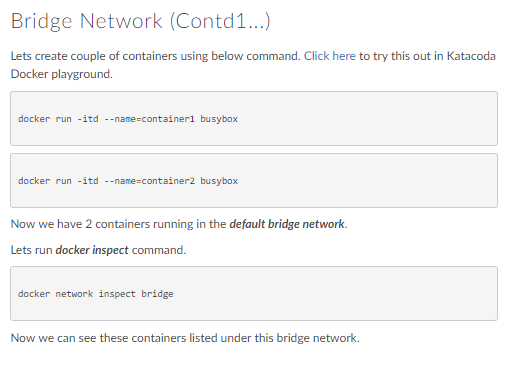 Bridge Network (Contd1...)
Lets create couple of containers using below command. Click here to try this out in Katacoda
Docker playground.
docker run -itd --name=container1 busybox
docker run -itd --name=container2 busybox
Now we have 2 containers running in the default bridge network.
Lets run docker inspect command.
docker network inspect bridge
Now we can see these containers listed under this bridge network.